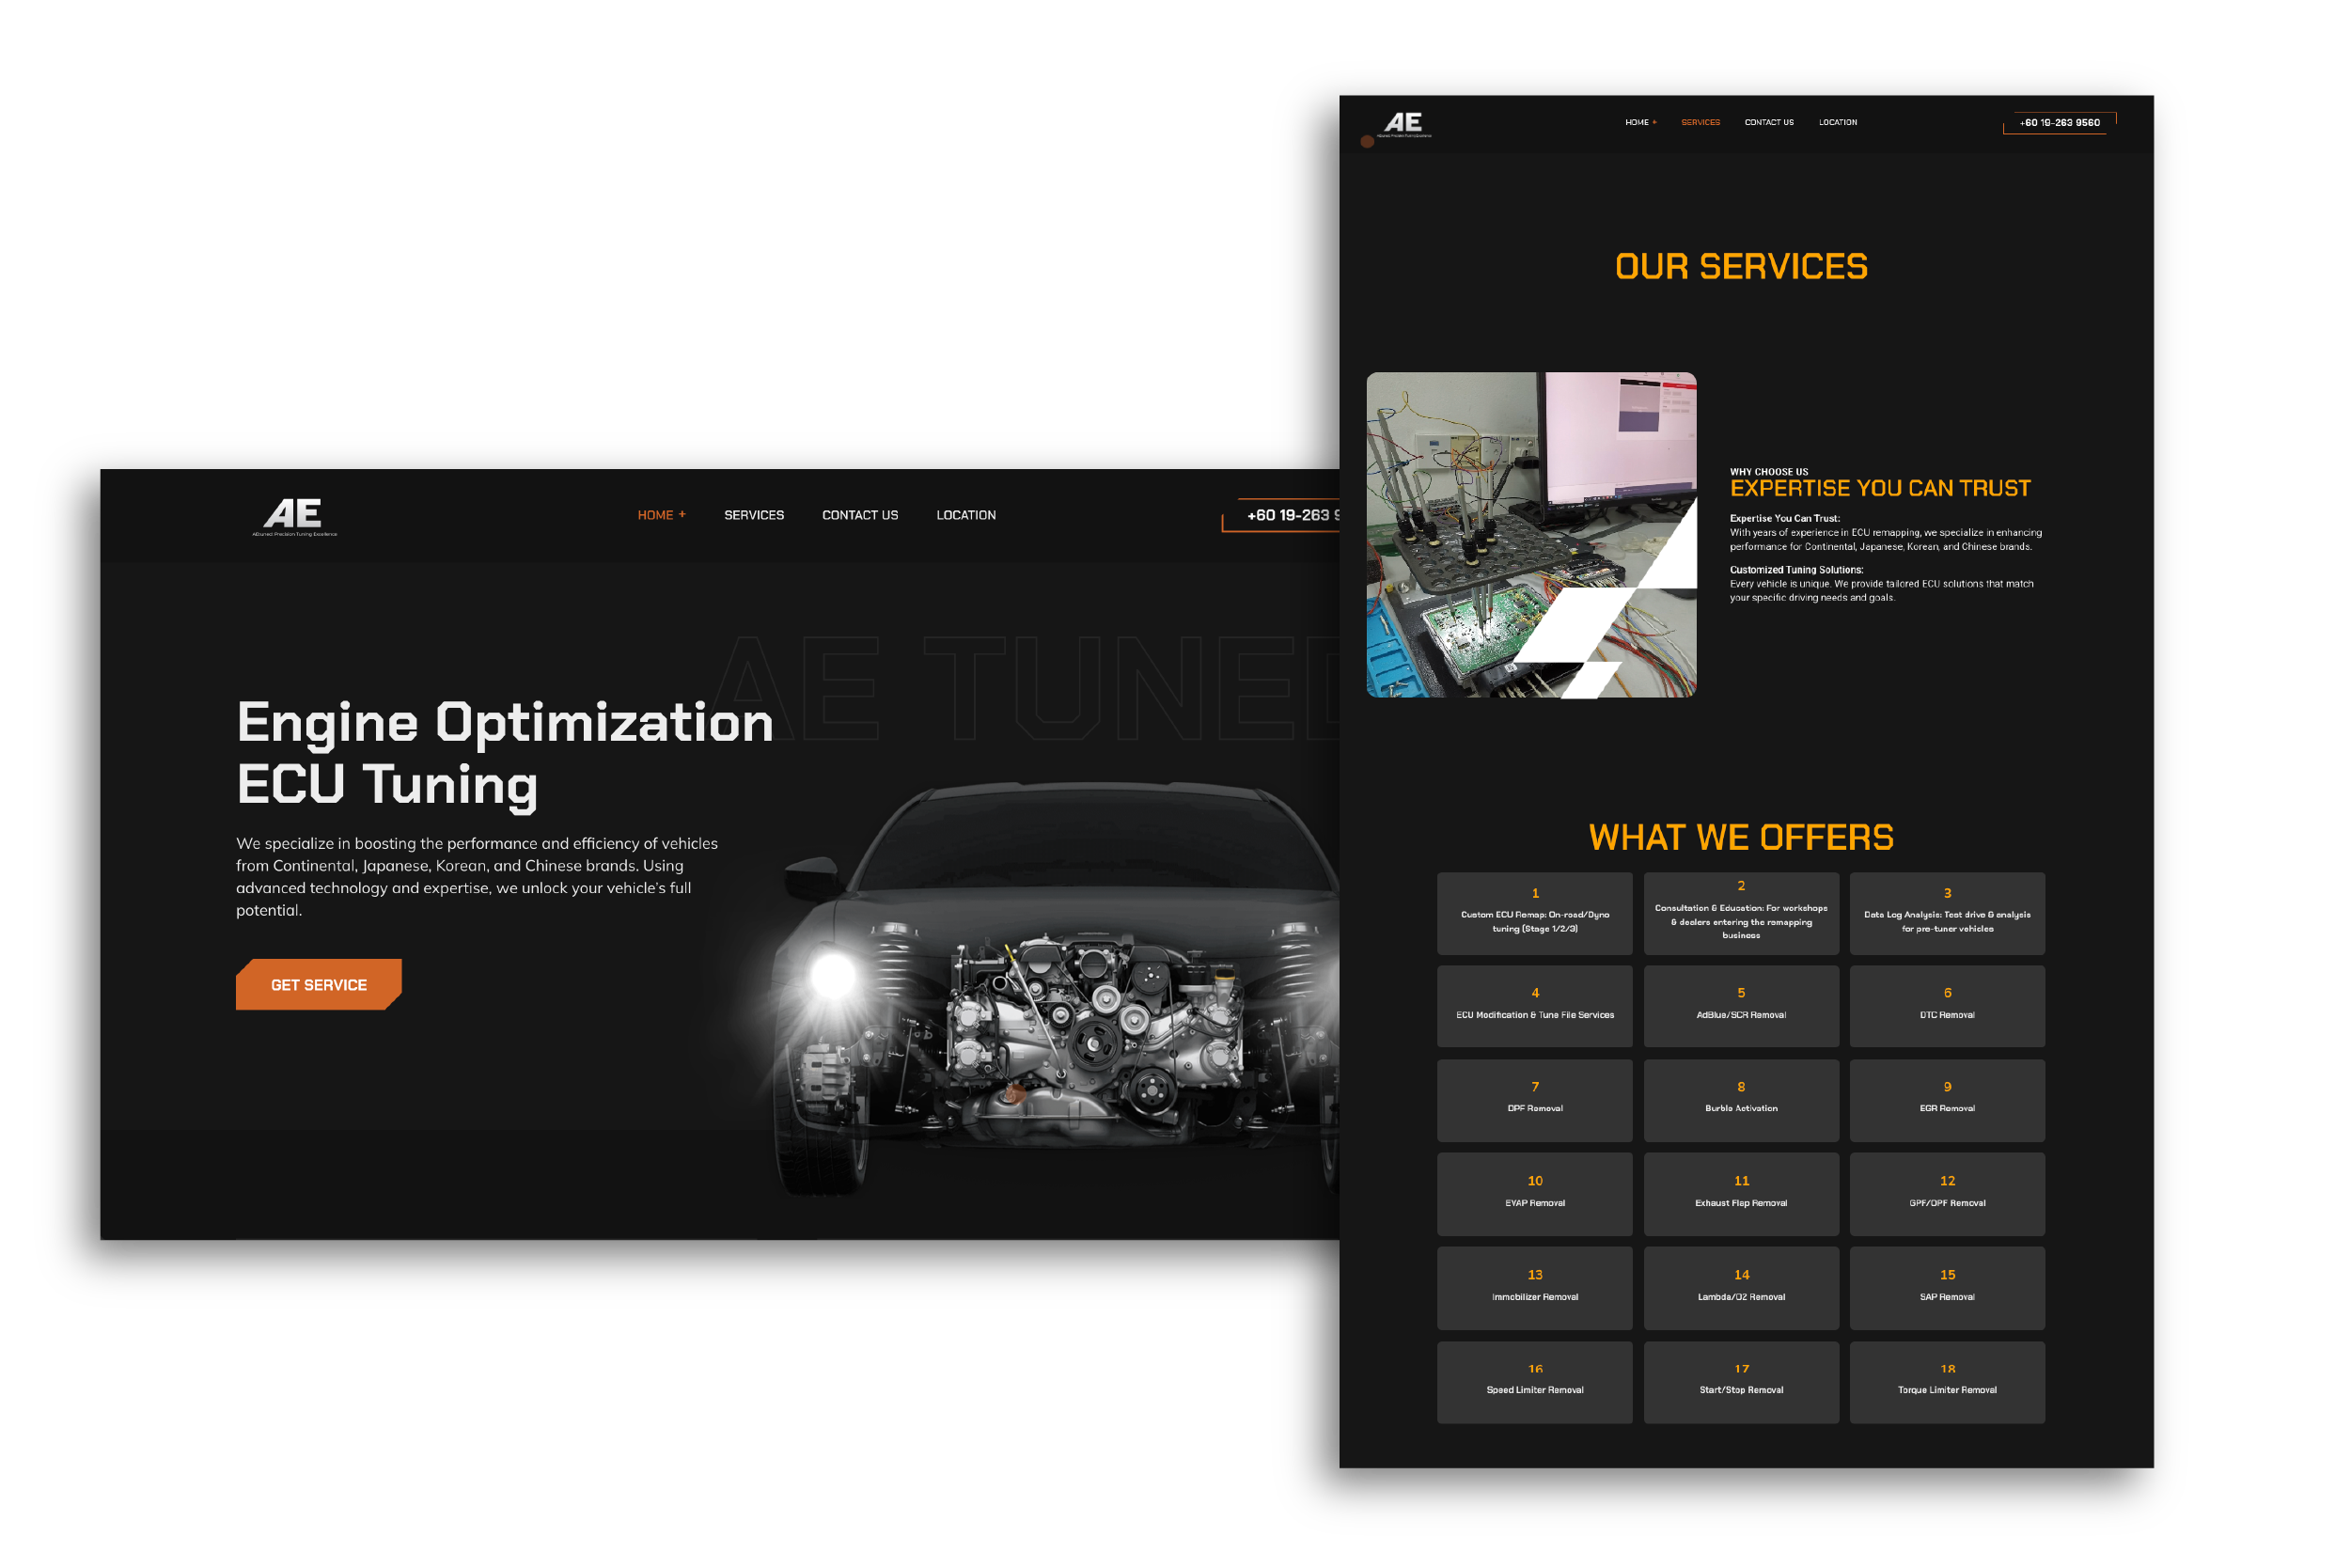 AE
AEtuned Precision Tuning Excellence
HOME +
SERVICES
CONTACT US
LOCATION
+60 19-263 9
AE TUNED
Engine Optimization
ECU Tuning
We specialize in boosting the performance and efficiency of vehicles
from Continental, Japanese, Korean, and Chinese brands. Using
advanced technology and expertise, we unlock your vehicle's full
potential.
GET SERVICE
AE
AEtuned Precision Tuning Excellence
HOME +
SERVICES
CONTACT US
LOCATION
+60 19-263 9560
OUR SERVICES
WHY CHOOSE US
EXPERTISE YOU CAN TRUST
Expertise You Can Trust:
With years of experience in ECU remapping, we specialize in enhancing
performance for Continental, Japanese, Korean, and Chinese brands.
Customized Tuning Solutions:
Every vehicle is unique. We provide tailored ECU solutions that match
your specific driving needs and goals.
WHAT WE OFFERS
1
Custom ECU Remap: On-road/Dyno
tuning (Stage 1/2/3)
2
Consultation & Education: For workshops
& dealers entering the remapping
business
3
Data Log Analysis: Test drive & analysis
for pre-tuner vehicles
4
ECU Modification & Tune File Services
5
AdBlue/SCR Removal
6
DTC Removal
7
DPF Removal
8
Burble Activation
9
EGR Removal
10
EVAP Removal
11
Exhaust Flap Removal
12
GPF/OPF Removal
13
Immobilizer Removal
14
Lambda/O2 Removal
15
SAP Removal
16
Speed Limiter Removal
17
Start/Stop Removal
18
Torque Limiter Removal